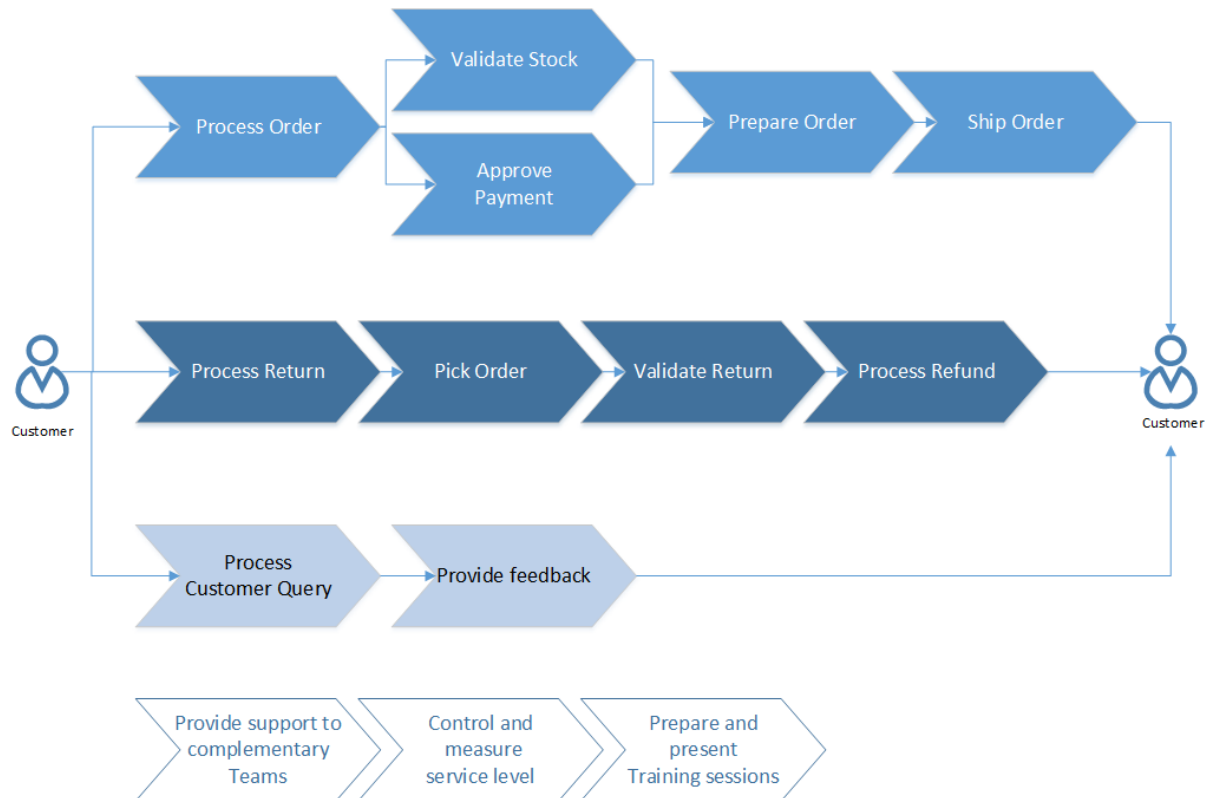 Validate Stock
Process Order
Prepare Order
Ship Order
Approve
Payment
Process Return
Pick Order
Validate Return
Process Refund
Customer
Customer
Process
Customer Query
Provide feedback
Provide support to
complementary
Teams
Control and
measure
service level
Prepare and
present
Training sessions